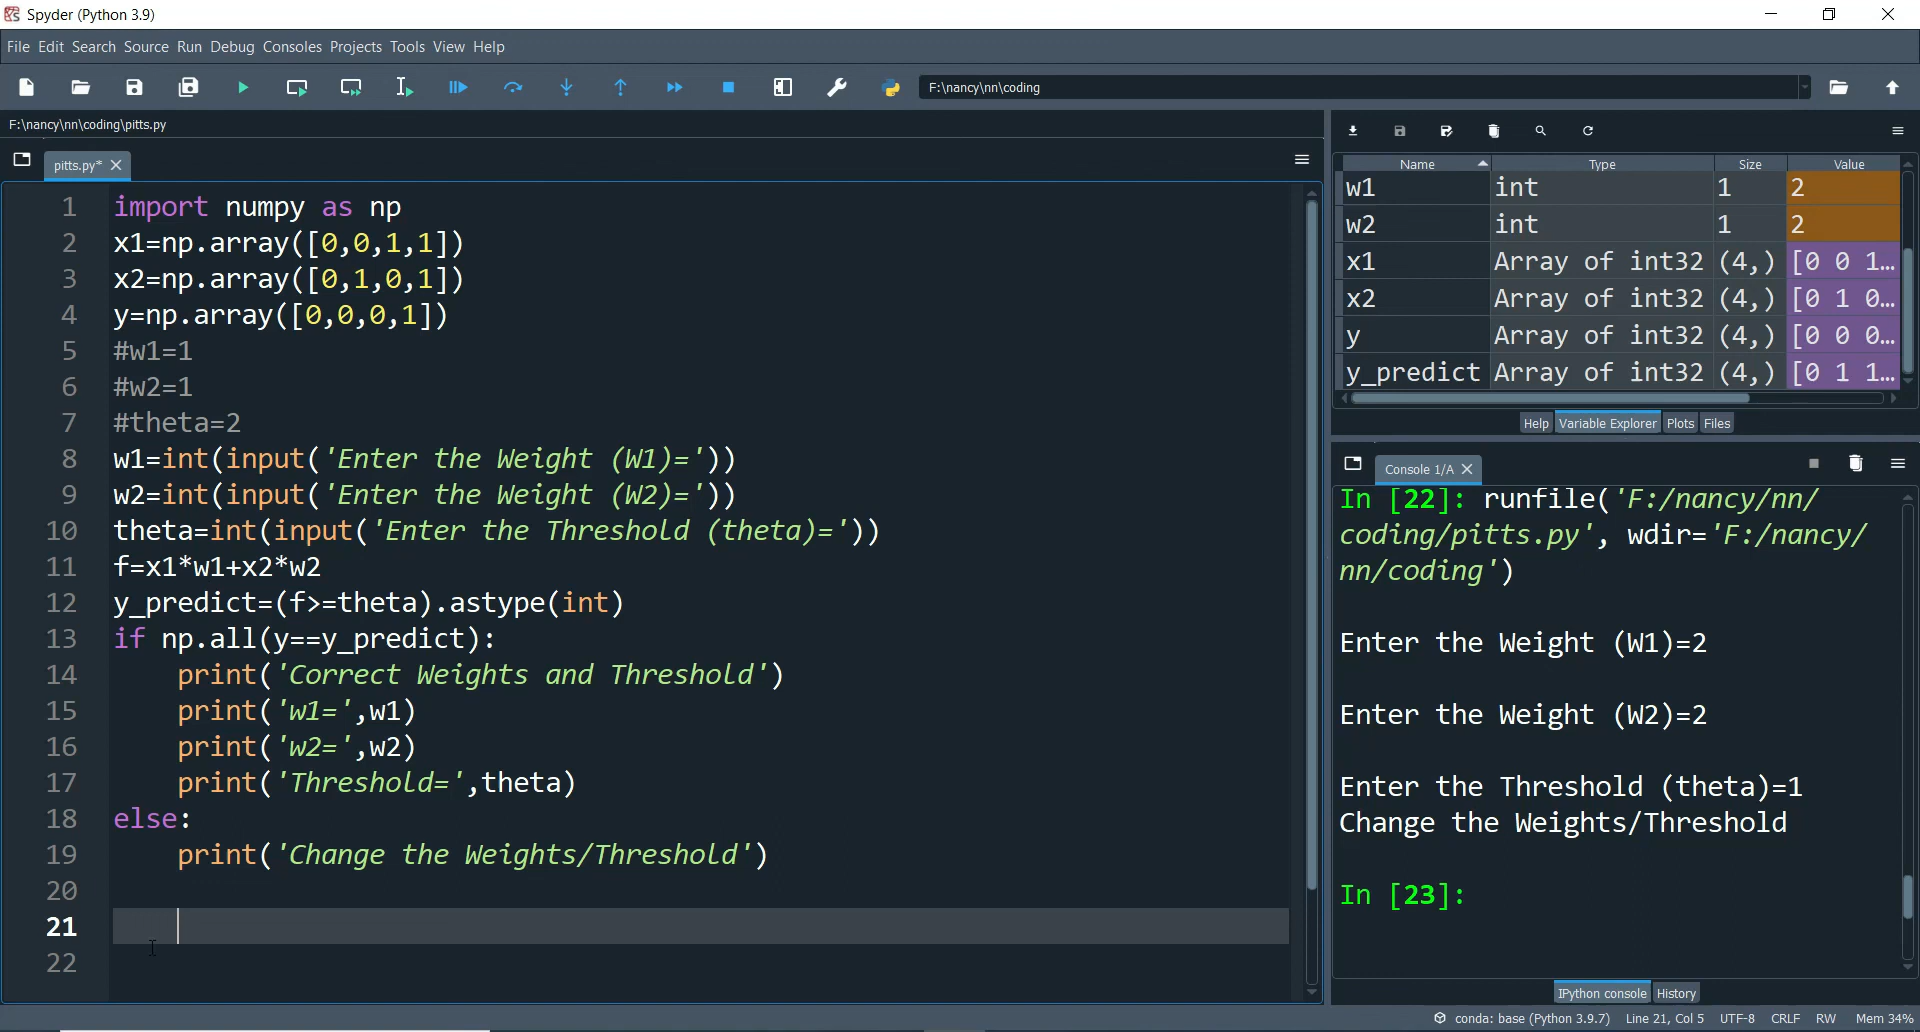 Spyder (Python 3.9)
File Edit Search Source Run Debug Consoles Projects Tools View Help
F:\nancy\nn\coding
F:\nancy\nn\coding\pitts.py
pitts.py*
1 import numpy as np
2 x1=np.array([0,0,1,1])
3 x2=np.array([0,1,0,1])
4 y=np.array([0,0,0,1])
5 #w1=1
6 #w2=1
7 #theta=2
8 w1=int(input('Enter the Weight (W1)='))
9 w2=int(input('Enter the Weight (W2)='))
10 theta=int(input('Enter the Threshold (theta)='))
11 f=x1*w1+x2*w2
12 y_predict=(f>=theta).astype(int)
13 if np.all(y==y_predict):
14     print('Correct Weights and Threshold')
15     print('w1=',w1)
16     print('w2=',w2)
17     print('Threshold=',theta)
18 else:
19     print('Change the Weights/Threshold')
20
21
22
Name Type Size Value
w1 int 1 2
w2 int 1 2
x1 Array of int32 (4,) [0 0 1…
x2 Array of int32 (4,) [0 1 0…
y Array of int32 (4,) [0 0 0…
y_predict Array of int32 (4,) [0 1 1…
Help Variable Explorer Plots Files
Console 1/A
In [22]: runfile('F:/nancy/nn/
coding/pitts.py', wdir='F:/nancy/
nn/coding')
Enter the Weight (W1)=2
Enter the Weight (W2)=2
Enter the Threshold (theta)=1
Change the Weights/Threshold
In [23]:
IPython console History
conda: base (Python 3.9.7) Line 21, Col 5 UTF-8 CRLF RW Mem 34%